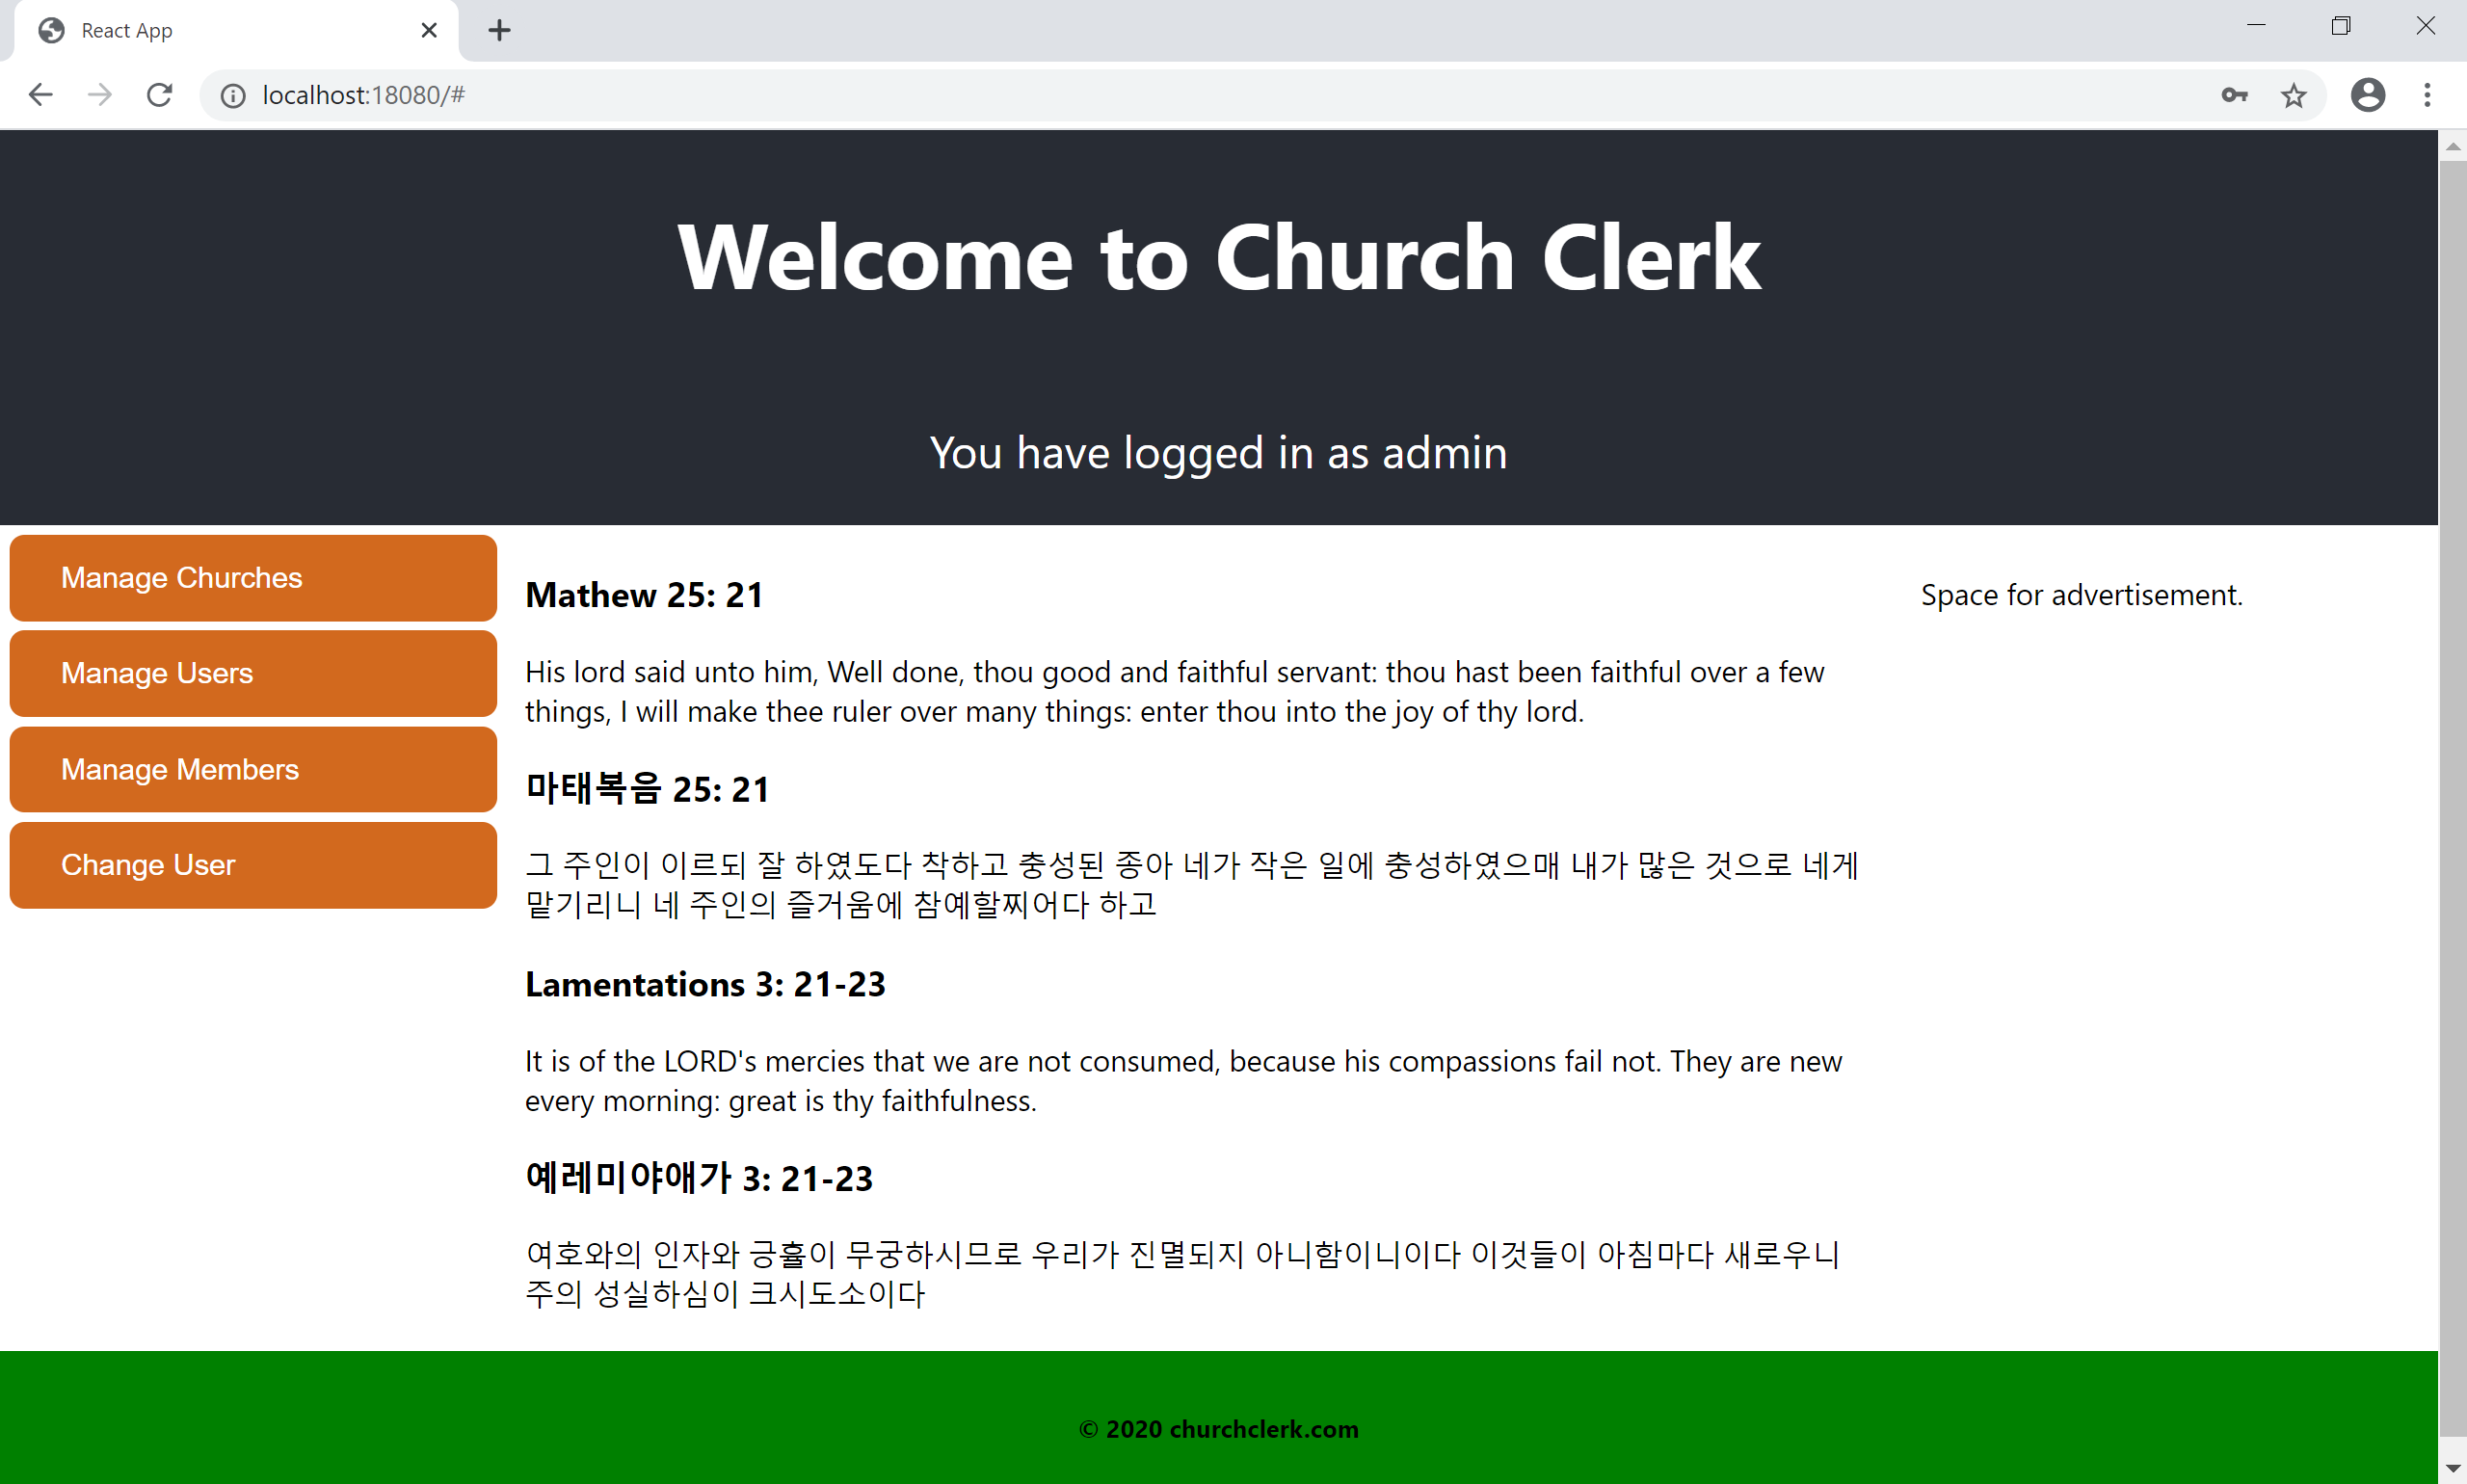 React App
localhost:18080/#
Welcome to Church Clerk
You have logged in as admin
Manage Churches
Manage Users
Manage Members
Change User
Mathew 25: 21
His lord said unto him, Well done, thou good and faithful servant: thou hast been faithful over a few
things, I will make thee ruler over many things: enter thou into the joy of thy lord.
마태복음 25: 21
그 주인이 이르되 잘 하였도다 착하고 충성된 종아 네가 작은 일에 충성하였으매 내가 많은 것으로 네게
맡기리니 네 주인의 즐거움에 참예할찌어다 하고
Lamentations 3: 21-23
It is of the LORD's mercies that we are not consumed, because his compassions fail not. They are new
every morning: great is thy faithfulness.
예레미야애가 3: 21-23
여호와의 인자와 긍휼이 무궁하시므로 우리가 진멸되지 아니함이니이다 이것들이 아침마다 새로우니
주의 성실하심이 크시도소이다
Space for advertisement.
© 2020 churchclerk.com